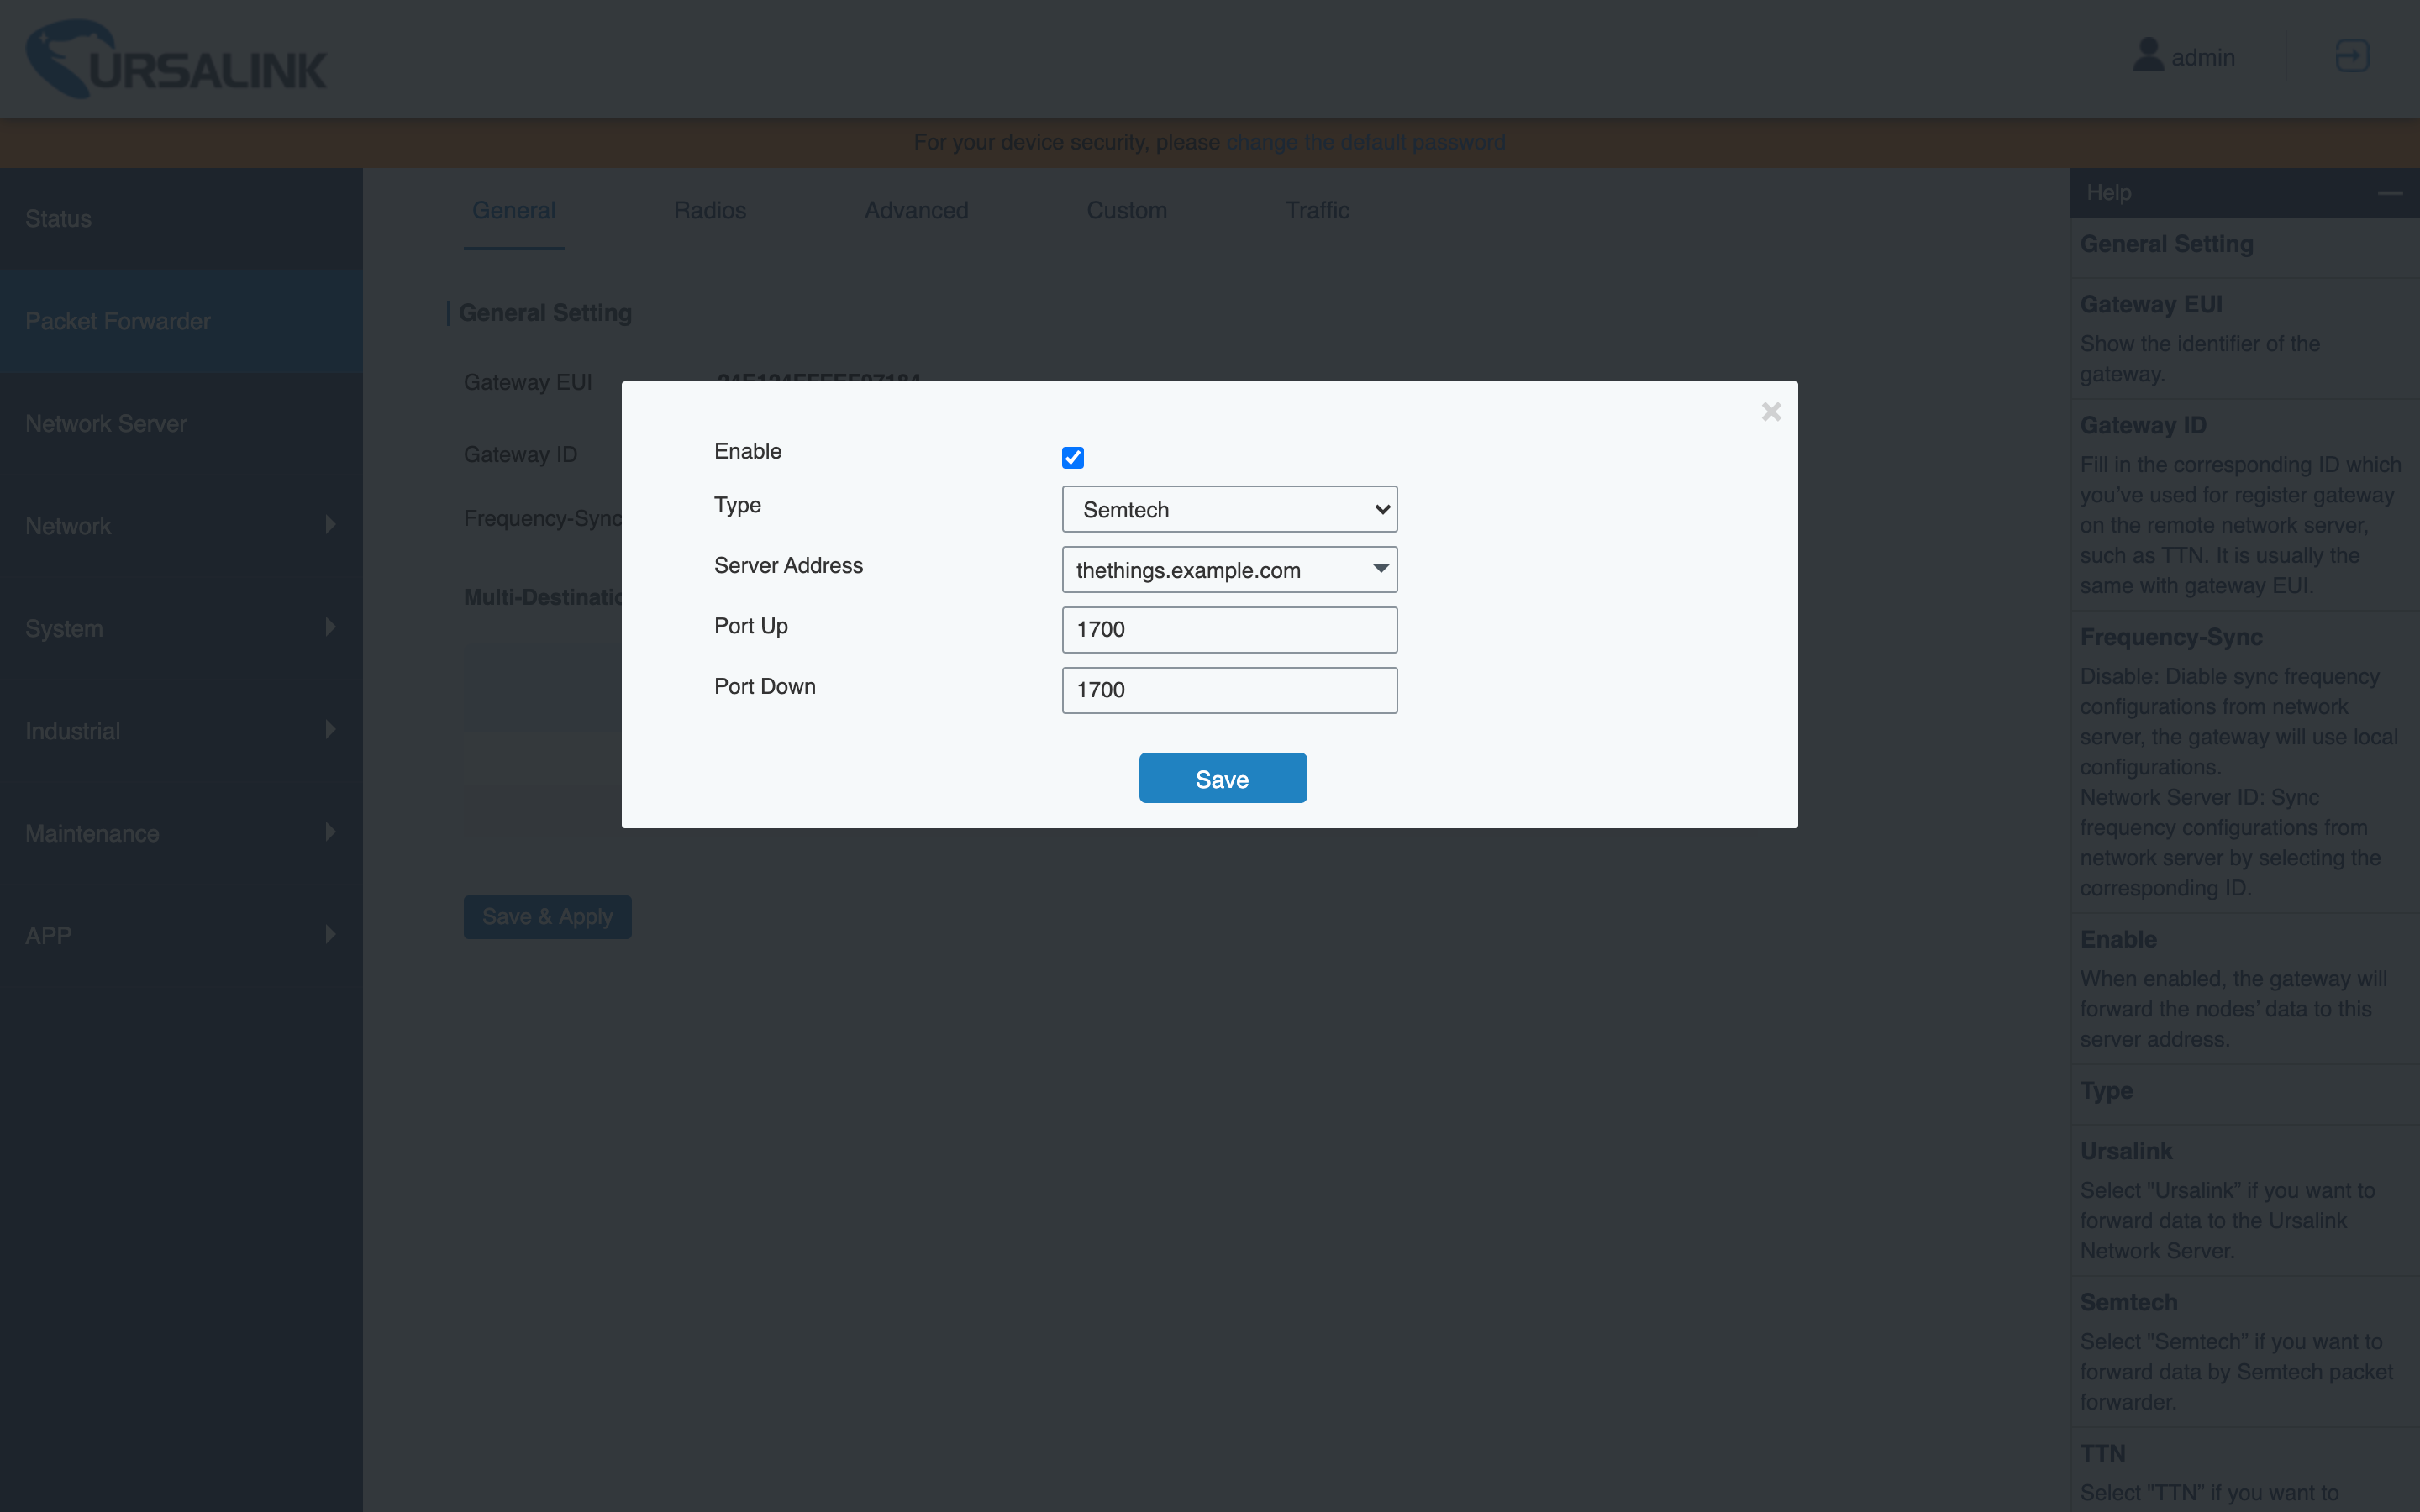 URSALINK
admin
For your device security, please change the default password
Status
Packet Forwarder
Network Server
Network
System
Industrial
Maintenance
APP
General
Radios
Advanced
Custom
Traffic
General Setting
Gateway EUI
Gateway ID
Frequency-Sync
Enable
Type
Semtech
Server Address
thethings.example.com
Port Up
1700
Port Down
1700
Save
Save & Apply
Help
General Setting
Gateway EUI
Show the identifier of the
gateway.
Gateway ID
Fill in the corresponding ID which
you’ve used for register gateway
on the remote network server,
such as TTN. It is usually the
same with gateway EUI.
Frequency-Sync
Disable: Diable sync frequency
configurations from network
server, the gateway will use local
configurations.
Network Server ID: Sync
frequency configurations from
network server by selecting the
corresponding ID.
Enable
When enabled, the gateway will
forward the nodes’ data to this
server address.
Type
Ursalink
Select "Ursalink” if you want to
forward data to the Ursalink
Network Server.
Semtech
Select "Semtech” if you want to
forward data by Semtech packet
forwarder.
TTN
Select "TTN” if you want to